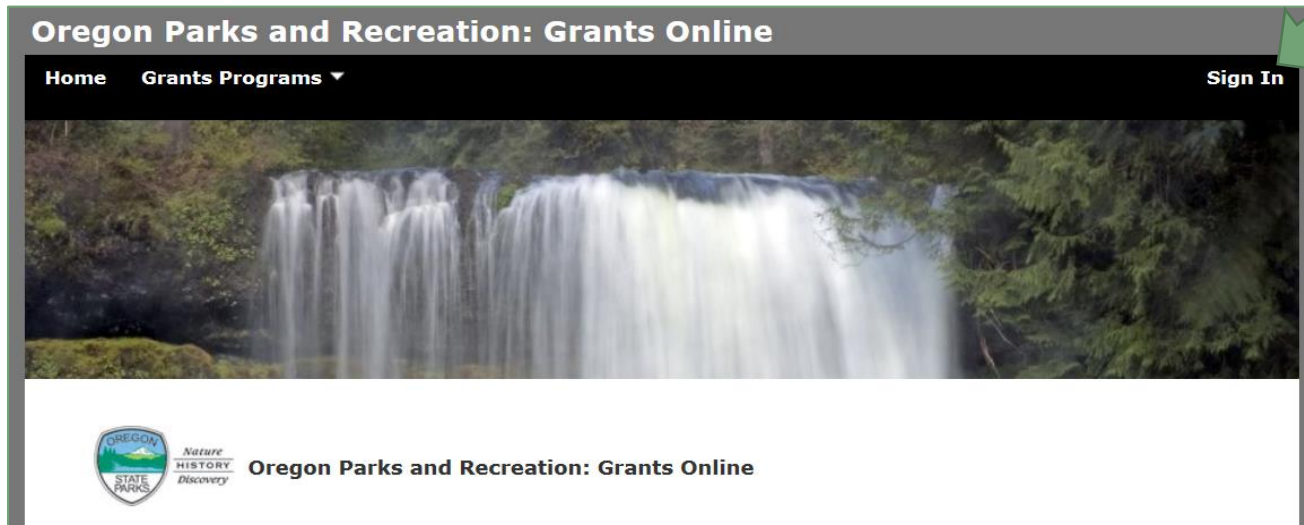 Oregon Parks and Recreation: Grants Online
Home Grants Programs Sign In
OREGON
STATE
PARKS
Nature
HISTORY
Discovery
Oregon Parks and Recreation: Grants Online